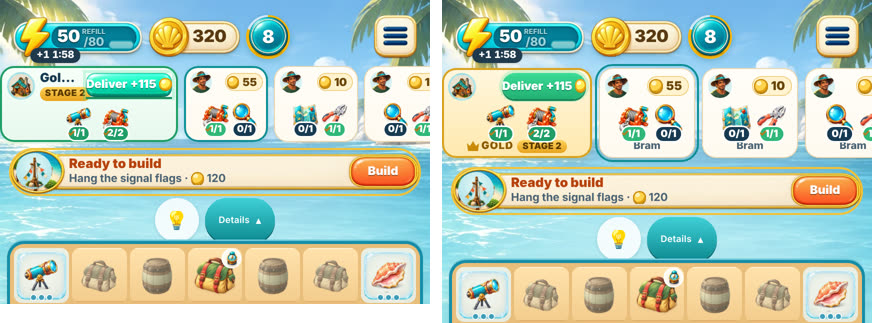 50 REFILL /80
+1 1:58
320
8
Gol...
STAGE 2
Deliver +115
1/1 2/2
55
1/1 0/1
10
0/1 1/1
1
0/1
Ready to build
Hang the signal flags · 120
Build
Details ▲
50 REFILL /80
+1 1:58
320
8
Deliver +115
1/1 2/2
GOLD STAGE 2
55
1/1 0/1
Bram
10
0/1 1/1
Bram
0/1
Bram
Ready to build
Hang the signal flags · 120
Build
Details ▲